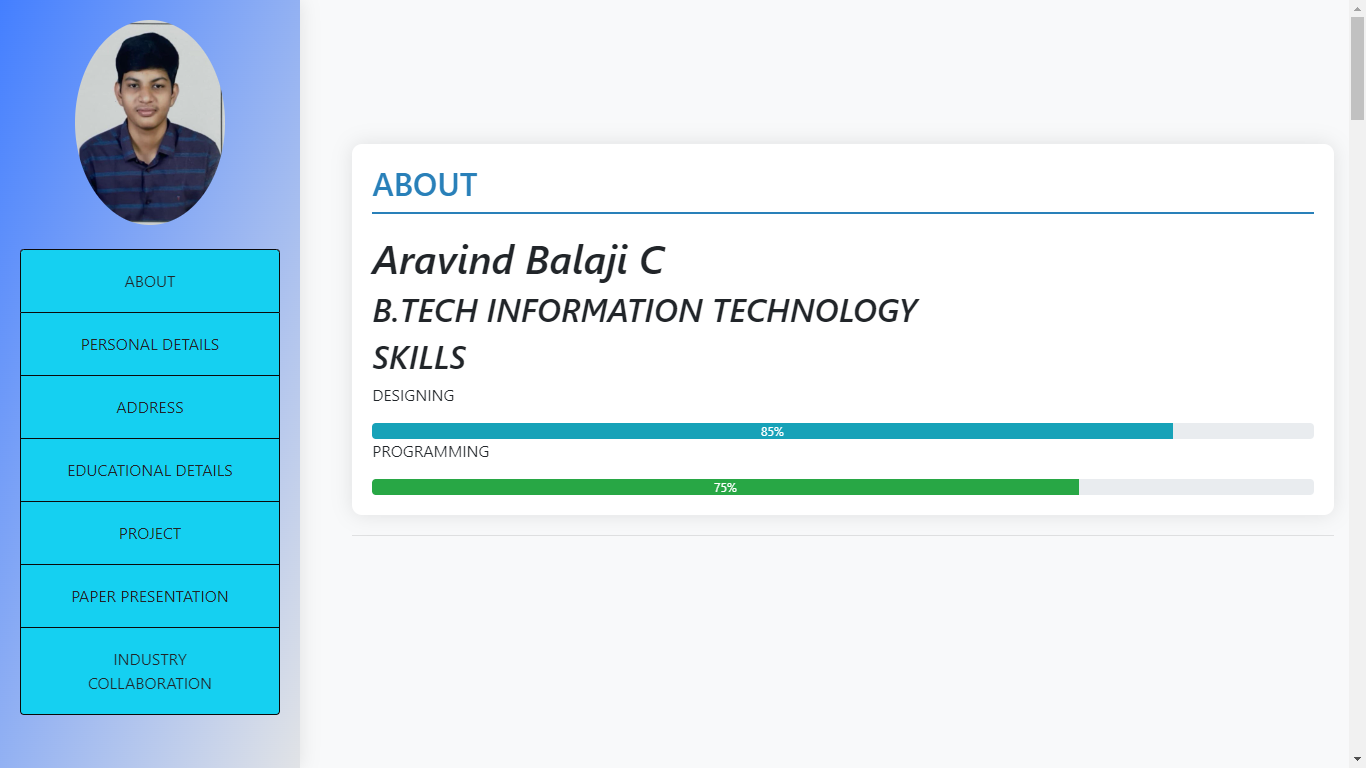 ABOUT
PERSONAL DETAILS
ADDRESS
EDUCATIONAL DETAILS
PROJECT
PAPER PRESENTATION
INDUSTRY
COLLABORATION
ABOUT
Aravind Balaji C
B.TECH INFORMATION TECHNOLOGY
SKILLS
DESIGNING
85%
PROGRAMMING
75%